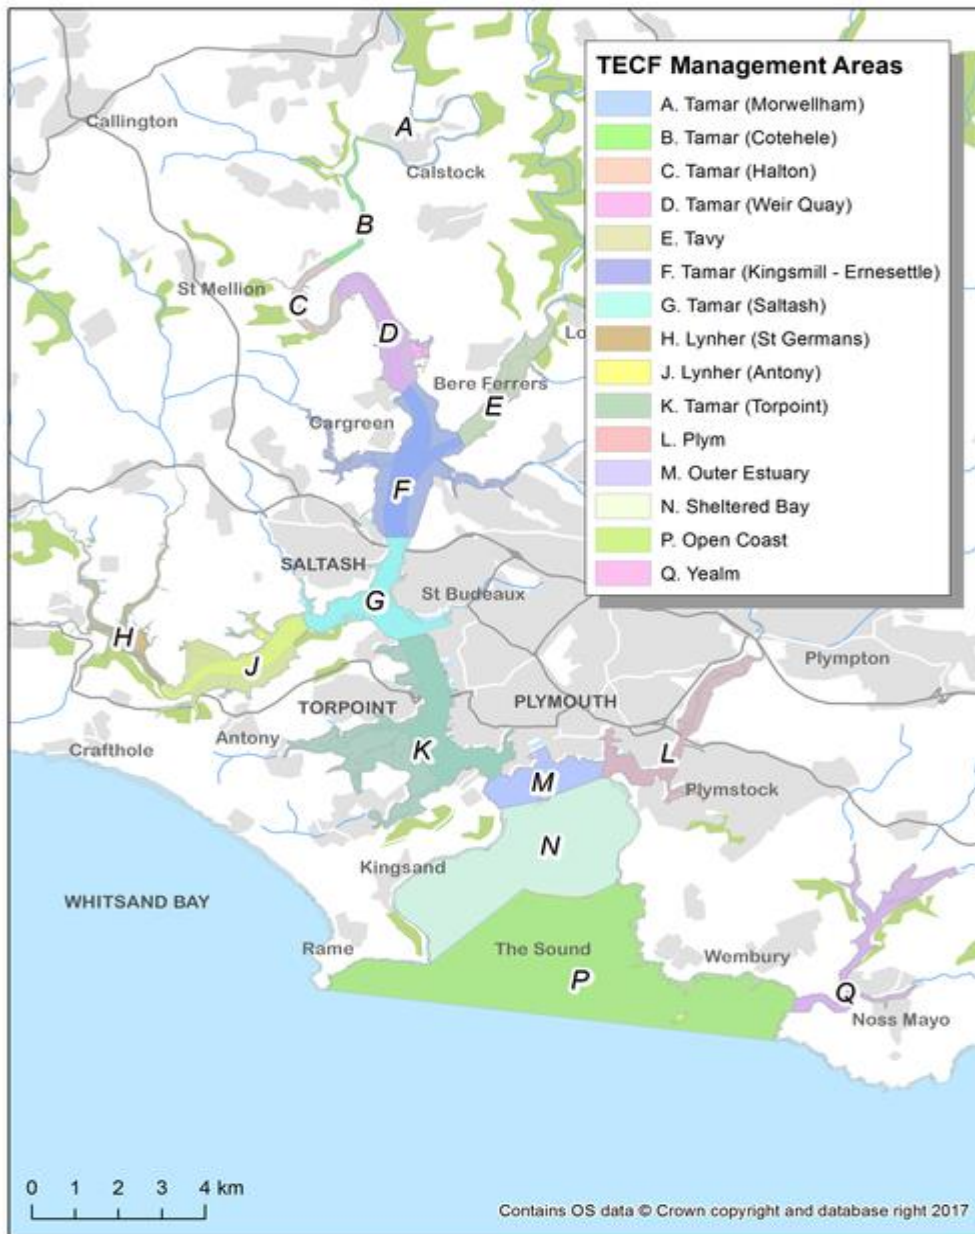 TECF Management Areas
A. Tamar (Morwellham)
B. Tamar (Cotehele)
C. Tamar (Halton)
D. Tamar (Weir Quay)
E. Tavy
F. Tamar (Kingsmill - Ernesettle)
G. Tamar (Saltash)
H. Lynher (St Germans)
J. Lynher (Antony)
K. Tamar (Torpoint)
L. Plym
M. Outer Estuary
N. Sheltered Bay
P. Open Coast
Q. Yealm
Callington
A
Calstock
B
St Mellion
C
D
Lo
Bere Ferrers
E
Cargreen
F
SALTASH
St Budeaux
G
H
J
Plympton
TORPOINT
PLYMOUTH
Antony
Crafthole
K
L
M
Plymstock
N
Kingsand
WHITSAND BAY
Rame
The Sound
Wembury
P
Q
Noss Mayo
0 1 2 3 4 km
Contains OS data © Crown copyright and database right 2017